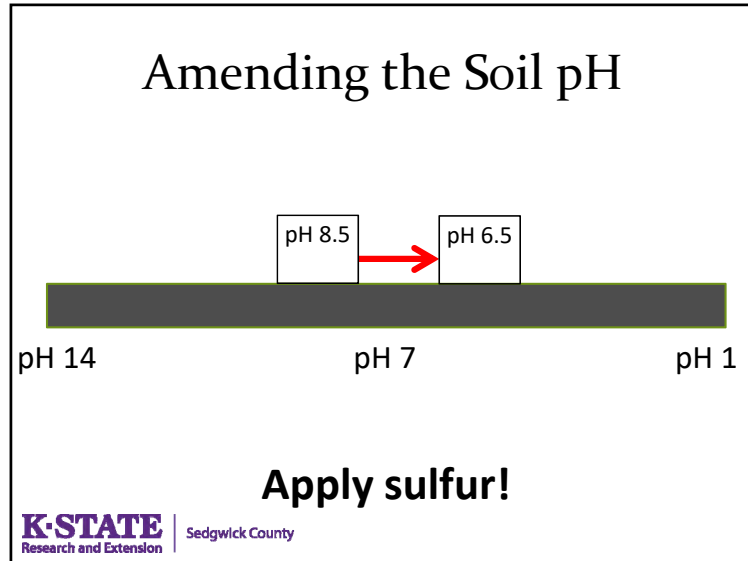 Amending the Soil pH
pH 8.5
pH 6.5
pH 14
pH 7
pH 1
Apply sulfur!
K-STATE
Research and Extension
Sedgwick County